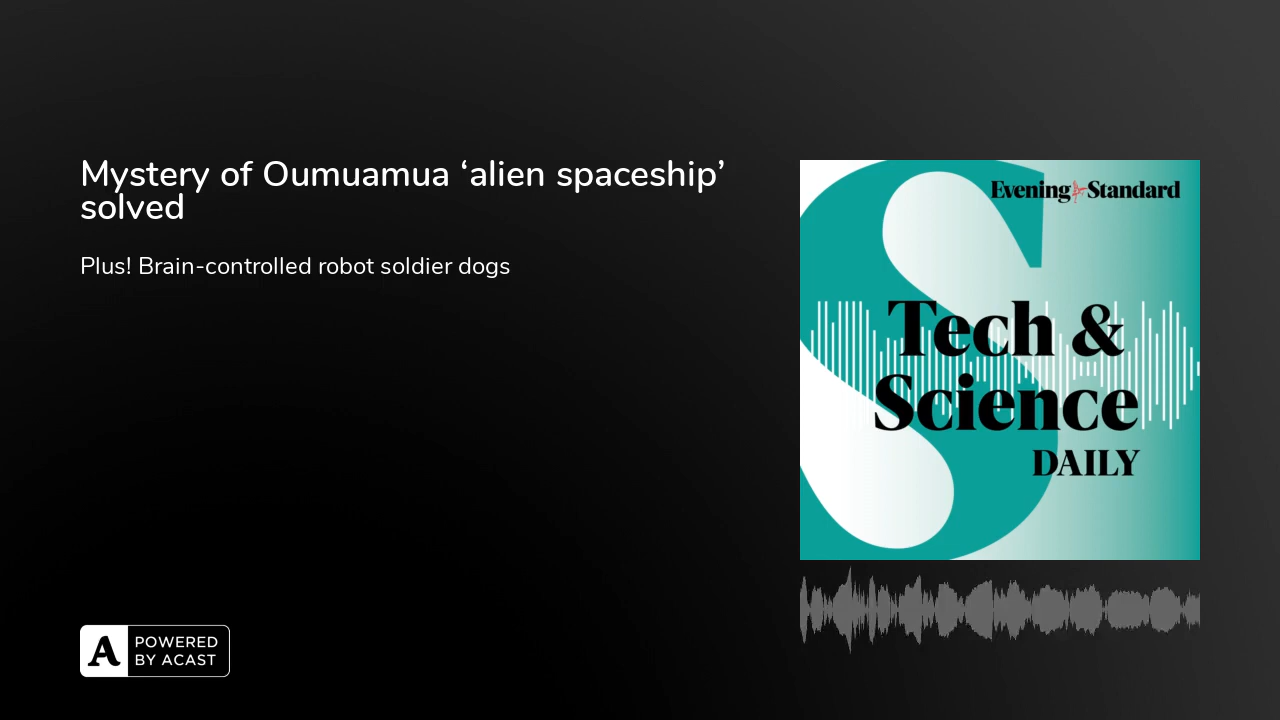 Mystery of Oumuamua ‘alien spaceship’
solved
Plus! Brain-controlled robot soldier dogs
Evening Standard
Tech &
Science
DAILY
A POWERED
BY ACAST